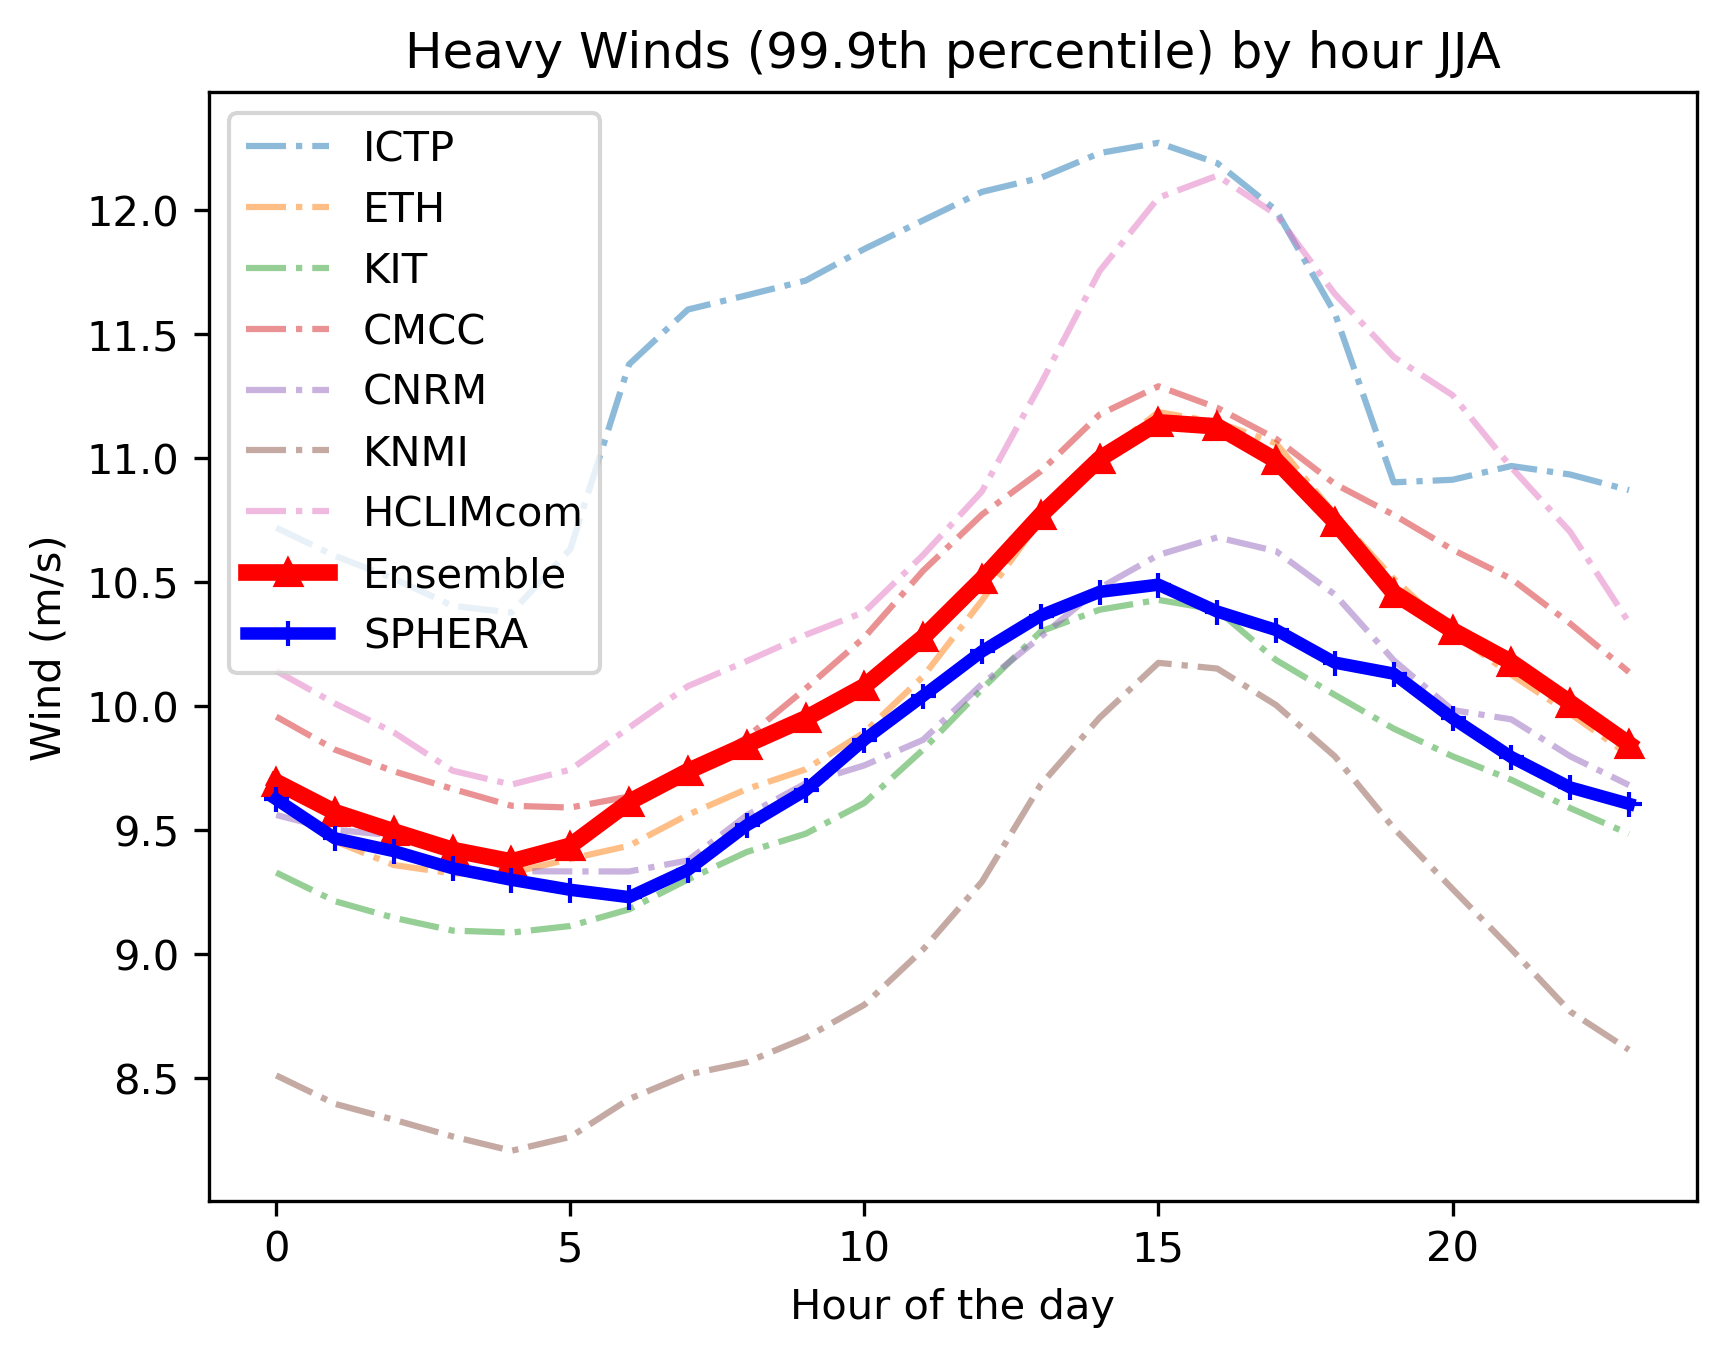 Heavy Winds (99.9th percentile) by hour JJA
ICTP
ETH
KIT
CMCC
CNRM
KNMI
HCLIMcom
Ensemble
SPHERA
12.0
11.5
11.0
10.5
10.0
9.5
9.0
8.5
Wind (m/s)
0 5 10 15 20
Hour of the day